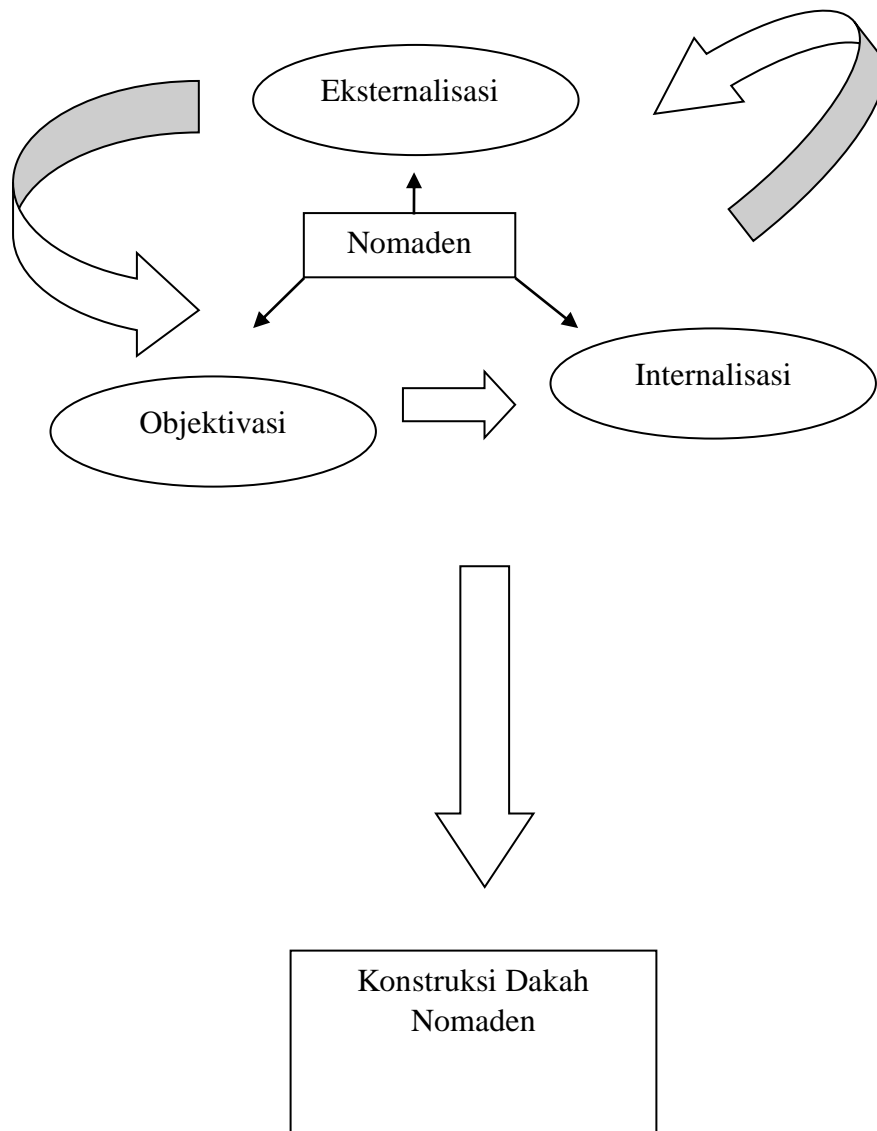 Eksternalisasi
Nomaden
Internalisasi
Objektivasi
Konstruksi Dakah
Nomaden